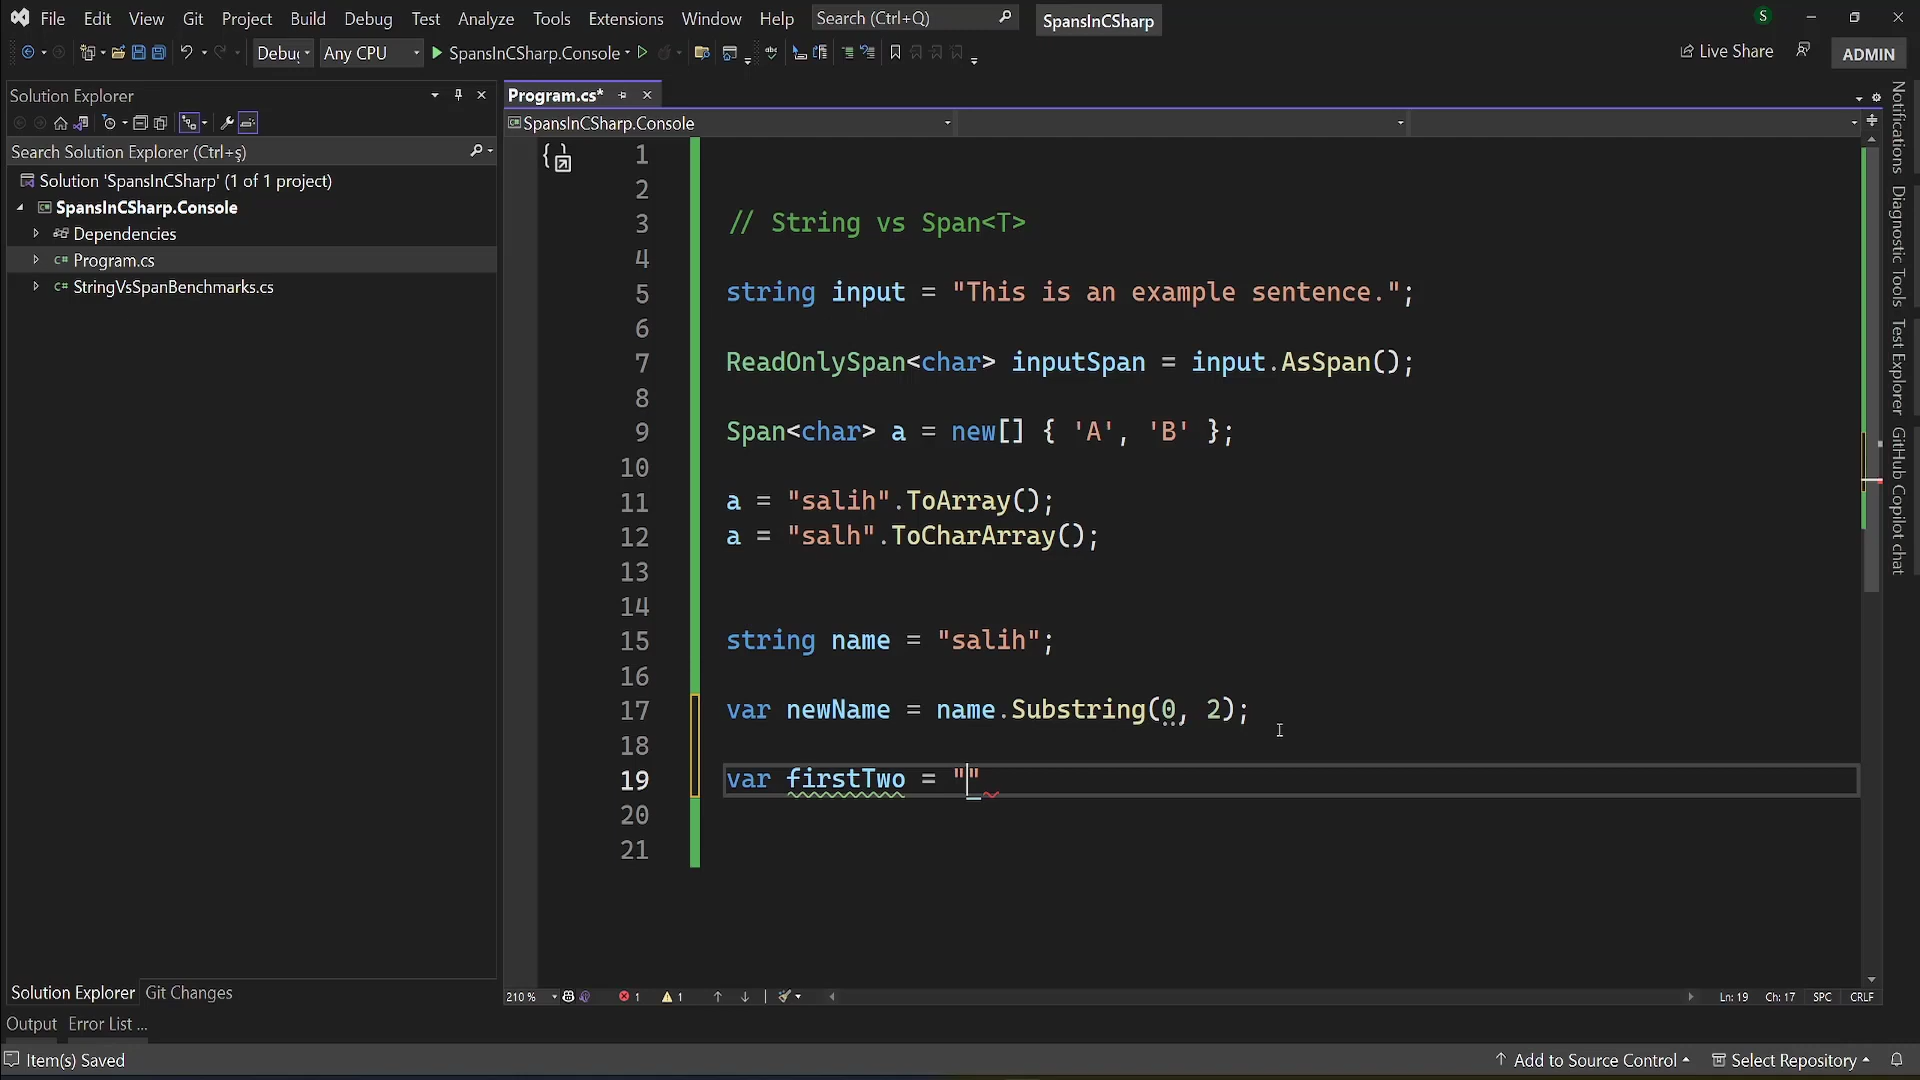 File Edit View Git Project Build Debug Test Analyze Tools Extensions Window Help Search (Ctrl+Q) SpansInCSharp S
Debug Any CPU SpansInCSharp.Console Live Share ADMIN
Solution Explorer
Search Solution Explorer (Ctrl+ş)
Solution 'SpansInCSharp' (1 of 1 project)
SpansInCSharp.Console
Dependencies
C# Program.cs
C# StringVsSpanBenchmarks.cs
Solution Explorer Git Changes
Output Error List ...
Program.cs*
SpansInCSharp.Console
1
2
3 // String vs Span<T>
4
5 string input = "This is an example sentence.";
6
7 ReadOnlySpan<char> inputSpan = input.AsSpan();
8
9 Span<char> a = new[] { 'A', 'B' };
10
11 a = "salih".ToArray();
12 a = "salh".ToCharArray();
13
14
15 string name = "salih";
16
17 var newName = name.Substring(0, 2);
18
19 var firstTwo = ""
20
21
210 % 1 1 Ln: 19 Ch: 17 SPC CRLF
Notifications
Diagnostic Tools
Test Explorer
GitHub Copilot chat
Item(s) Saved Add to Source Control Select Repository